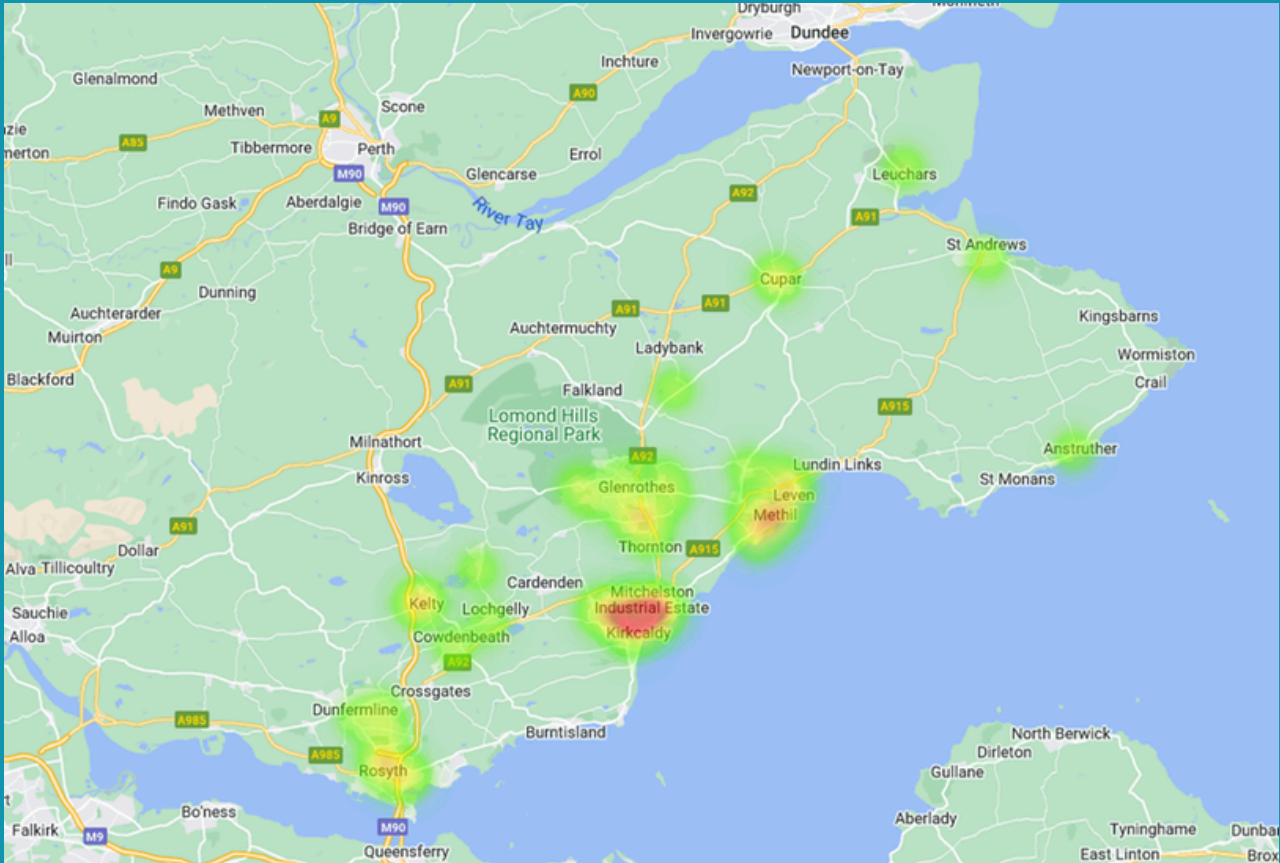 Dryburgh
Invergowrie
Dundee
Inchture
Newport-on-Tay
Glenalmond
A90
Methven
Scone
A9
A85
Tibbermore
Perth
Errol
M90
Glencarse
Leuchars
A92
Findo Gask
Aberdalgie
M90
River Tay
A91
Bridge of Earn
St Andrews
A9
Cupar
Dunning
A91
A91
Auchterarder
Kingsbarns
Muirton
Auchtermuchty
Ladybank
Wormiston
Blackford
A91
Falkland
Crail
Lomond Hills
Regional Park
A915
Milnathort
Anstruther
A92
Lundin Links
Kinross
St Monans
Glenrothes
Leven
Methil
A91
Thornton
A915
Dollar
Alva
Tillicoultry
Cardenden
Mitchelston
Industrial Estate
Kelty
Lochgelly
Sauchie
Kirkcaldy
Alloa
Cowdenbeath
A92
Crossgates
Dunfermline
A985
Burntisland
North Berwick
Dirleton
A985
Rosyth
Gullane
Bo'ness
Aberlady
M90
Falkirk
M9
Tyninghame
Dunba
Queensferry
East Linton
Brox